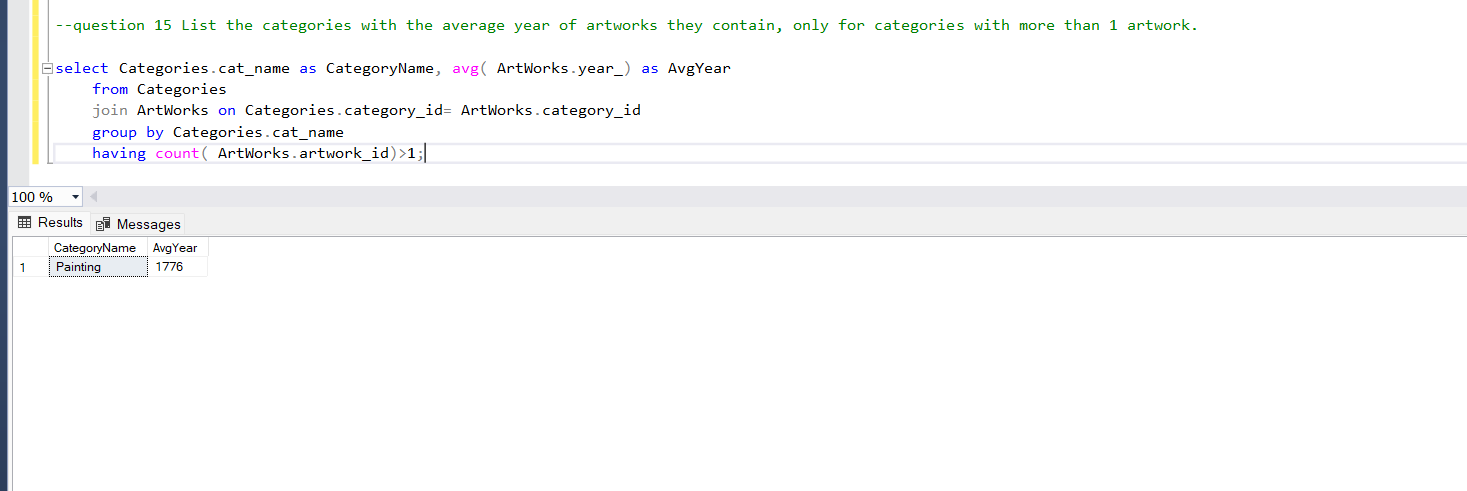 --question 15 List the categories with the average year of artworks they contain, only for categories with more than 1 artwork.
select Categories.cat_name as CategoryName, avg( ArtWorks.year_) as AvgYear
from Categories
join ArtWorks on Categories.category_id= ArtWorks.category_id
group by Categories.cat_name
having count( ArtWorks.artwork_id)>1;
100 %
Results Messages
CategoryName AvgYear
1 Painting 1776